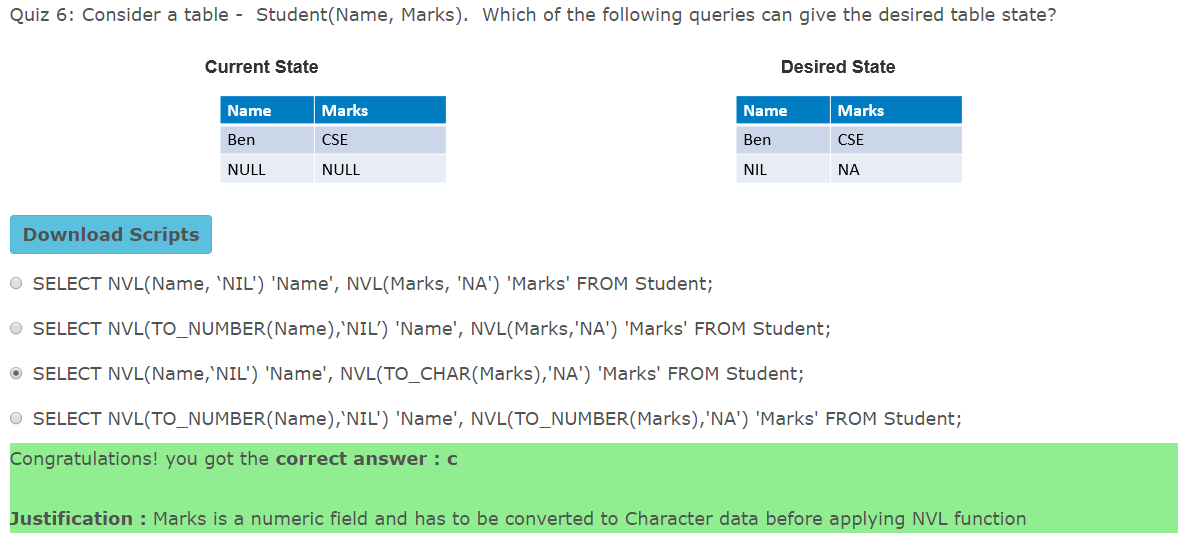 Quiz 6: Consider a table -  Student(Name, Marks).  Which of the following queries can give the desired table state?
Current State
Desired State
Name Marks
Ben CSE
NULL NULL
Name Marks
Ben CSE
NIL NA
Download Scripts
SELECT NVL(Name, ‘NIL') 'Name', NVL(Marks, 'NA') 'Marks' FROM Student;
SELECT NVL(TO_NUMBER(Name),‘NIL’) 'Name', NVL(Marks,'NA') 'Marks' FROM Student;
SELECT NVL(Name,‘NIL') 'Name', NVL(TO_CHAR(Marks),'NA') 'Marks' FROM Student;
SELECT NVL(TO_NUMBER(Name),‘NIL') 'Name', NVL(TO_NUMBER(Marks),'NA') 'Marks' FROM Student;
Congratulations! you got the correct answer : c
Justification : Marks is a numeric field and has to be converted to Character data before applying NVL function